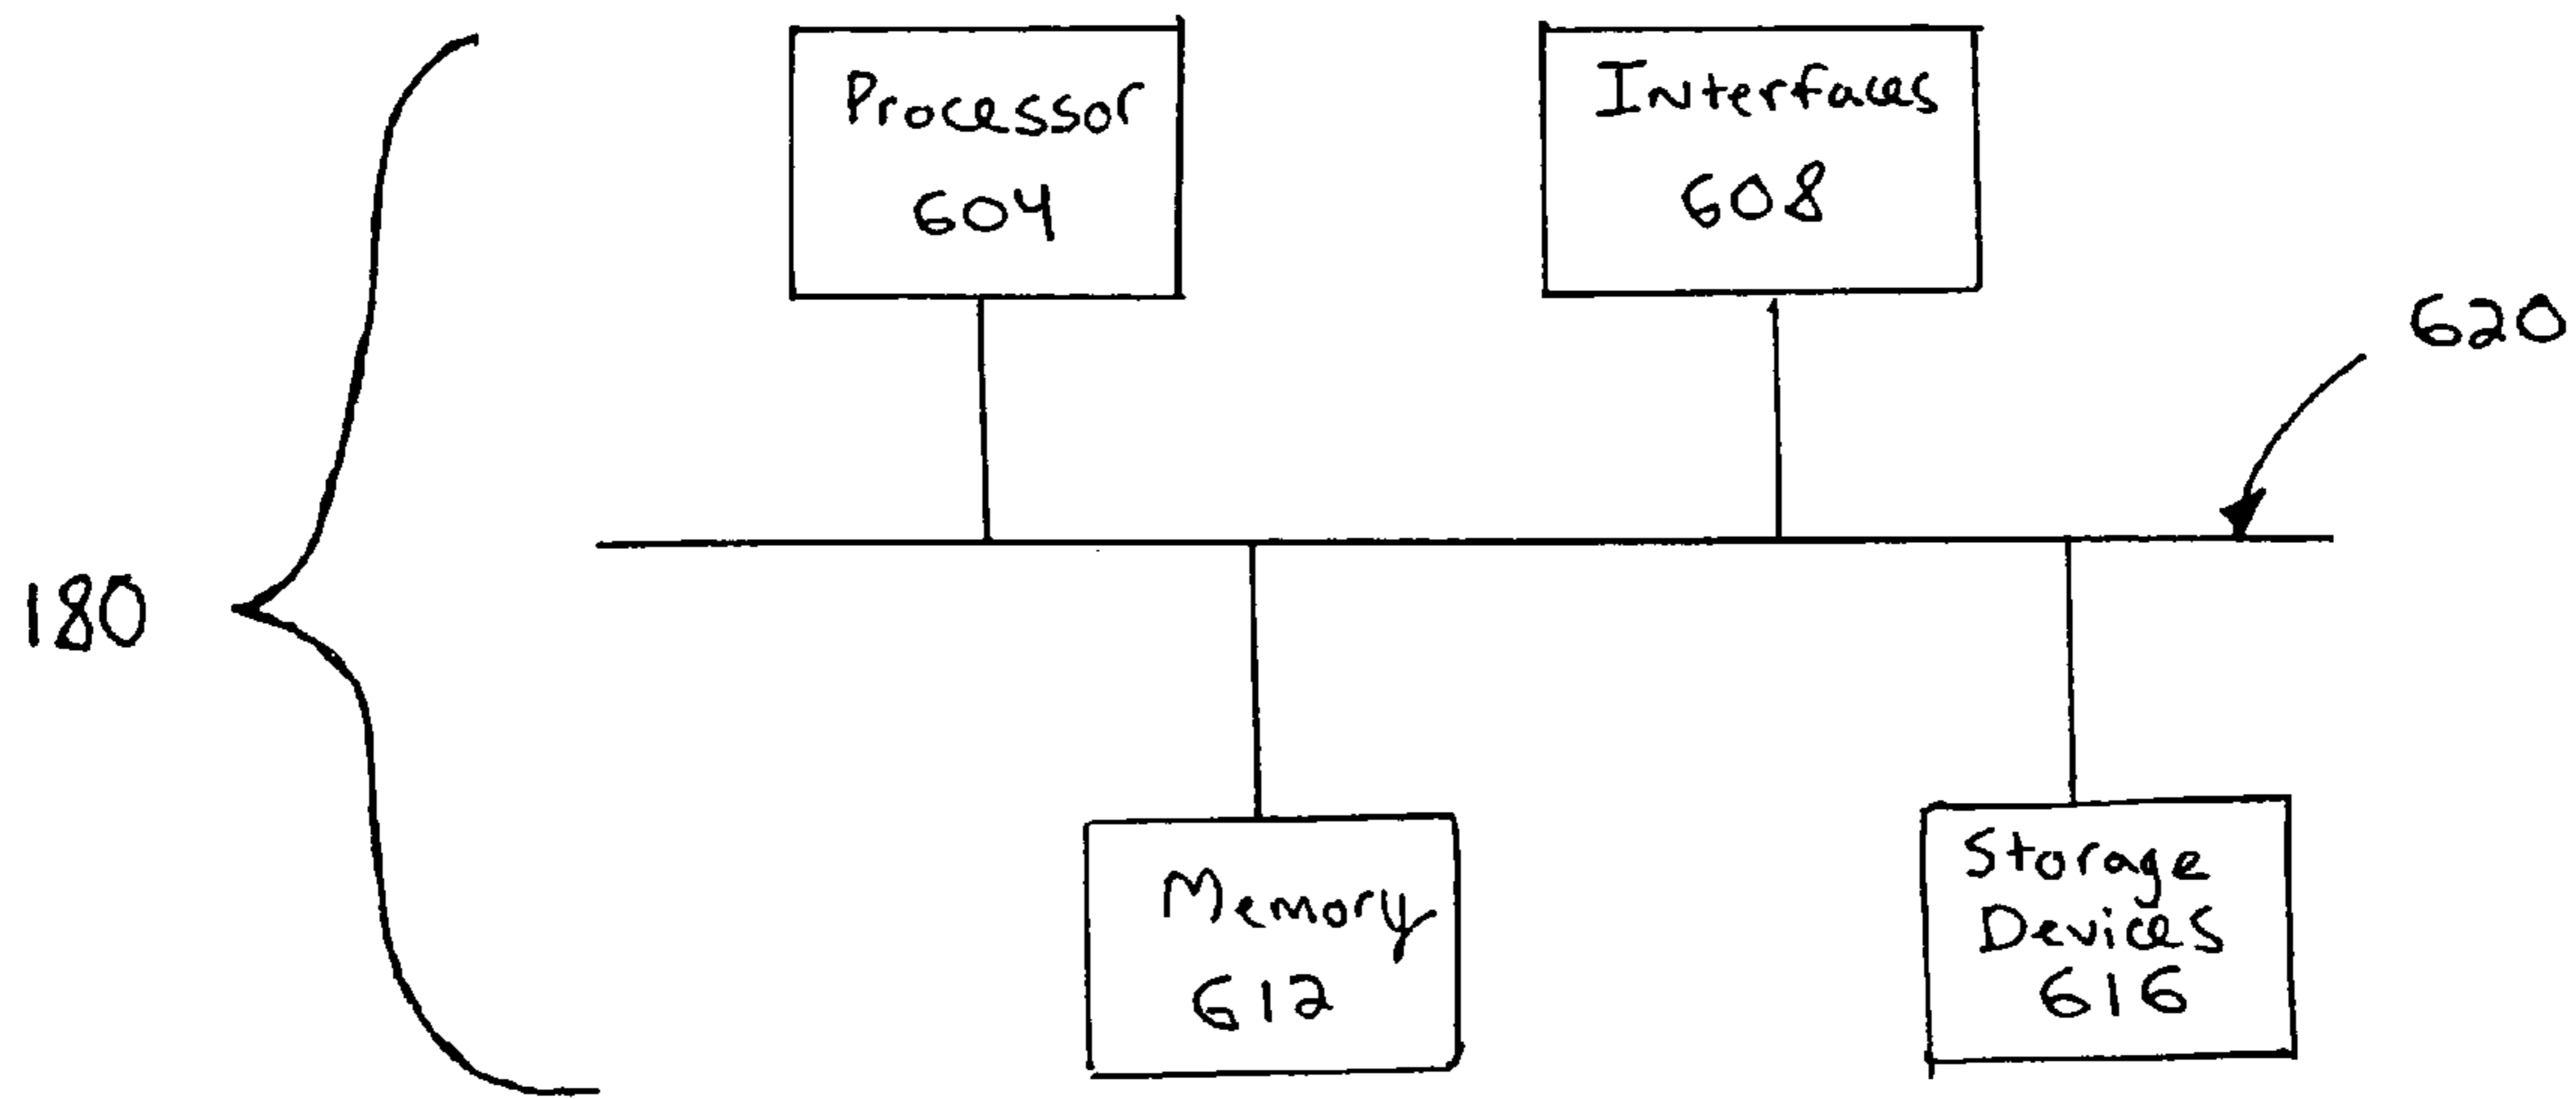 Processor
604
Interfaces
608
620
180
Memory
612
Storage
Devices
616